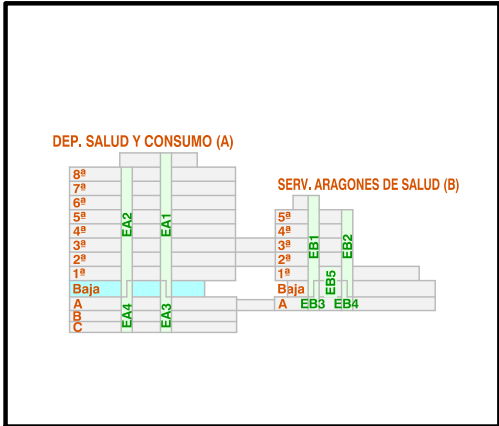 DEP. SALUD Y CONSUMO (A)
8ª
7ª
6ª
5ª
4ª
3ª
2ª
1ª
Baja
A
B
C
EA2
EA1
EA4
EA3
SERV. ARAGONES DE SALUD (B)
5ª
4ª
3ª
2ª
1ª
Baja
A
EB1
EB2
EB5
EB3
EB4